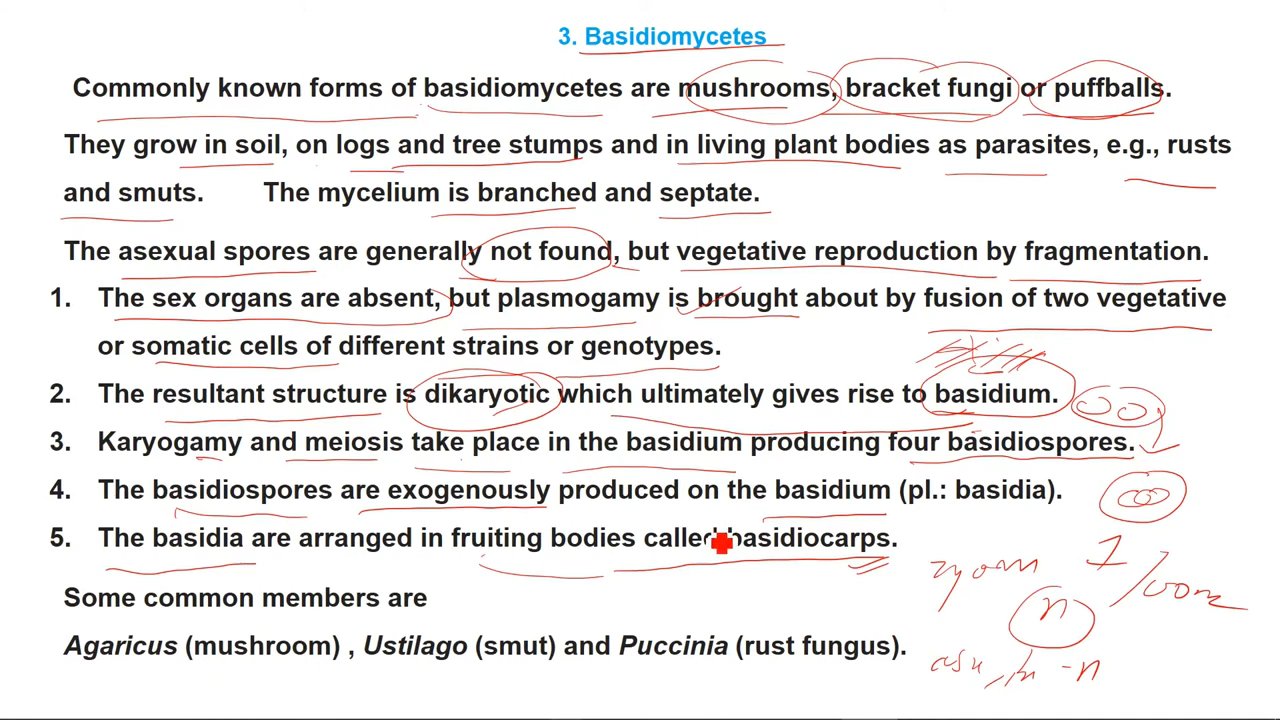 3. Basidiomycetes
Commonly known forms of basidiomycetes are mushrooms, bracket fungi or puffballs.
They grow in soil, on logs and tree stumps and in living plant bodies as parasites, e.g., rusts
and smuts. The mycelium is branched and septate.
The asexual spores are generally not found, but vegetative reproduction by fragmentation.
1. The sex organs are absent, but plasmogamy is brought about by fusion of two vegetative
or somatic cells of different strains or genotypes.
2. The resultant structure is dikaryotic which ultimately gives rise to basidium.
3. Karyogamy and meiosis take place in the basidium producing four basidiospores.
4. The basidiospores are exogenously produced on the basidium (pl.: basidia).
5. The basidia are arranged in fruiting bodies called basidiocarps.
n
Some common members are
Agaricus (mushroom) , Ustilago (smut) and Puccinia (rust fungus).
n